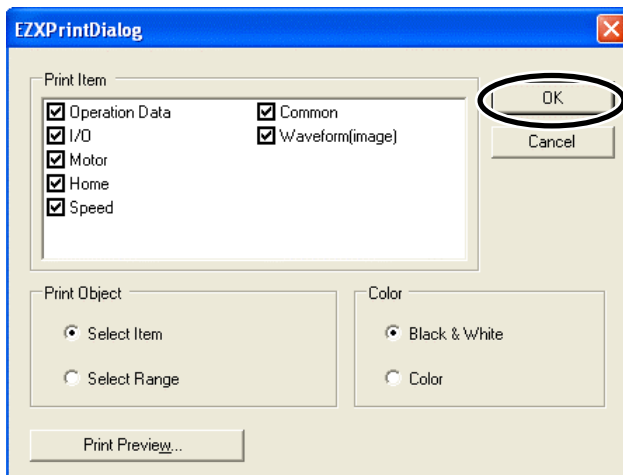 EZXPrintDialog
Print Item
Operation Data
I/O
Motor
Home
Speed
Common
Waveform(image)
OK
Cancel
Print Object
Select Item
Select Range
Color
Black & White
Color
Print Preview...